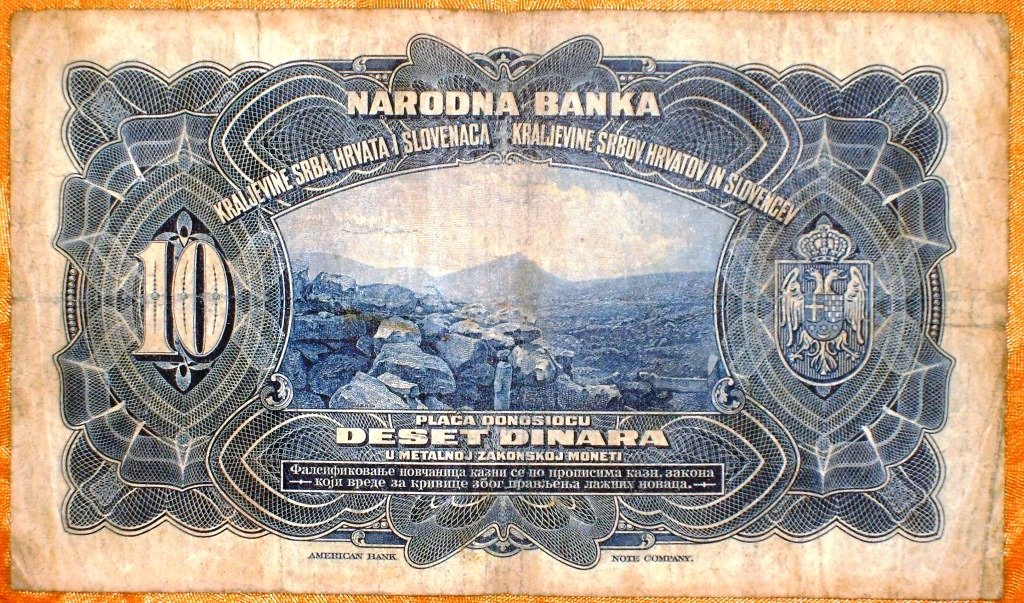 NARODNA BANKA
KRALJEVINE SRBA, HRVATA I SLOVENACA
KRALJEVINE SRBOV, HRVATOV IN SLOVENCEV
10
PLAĆA DONOSIOCU
DESET DINARA
U METALNOJ ZAKONSKOJ MONETI
Фалсификовање новчаница казни се по прописима казн. закона
који вреде за кривице због прављења лажних новаца.
AMERICAN BANK NOTE COMPANY.